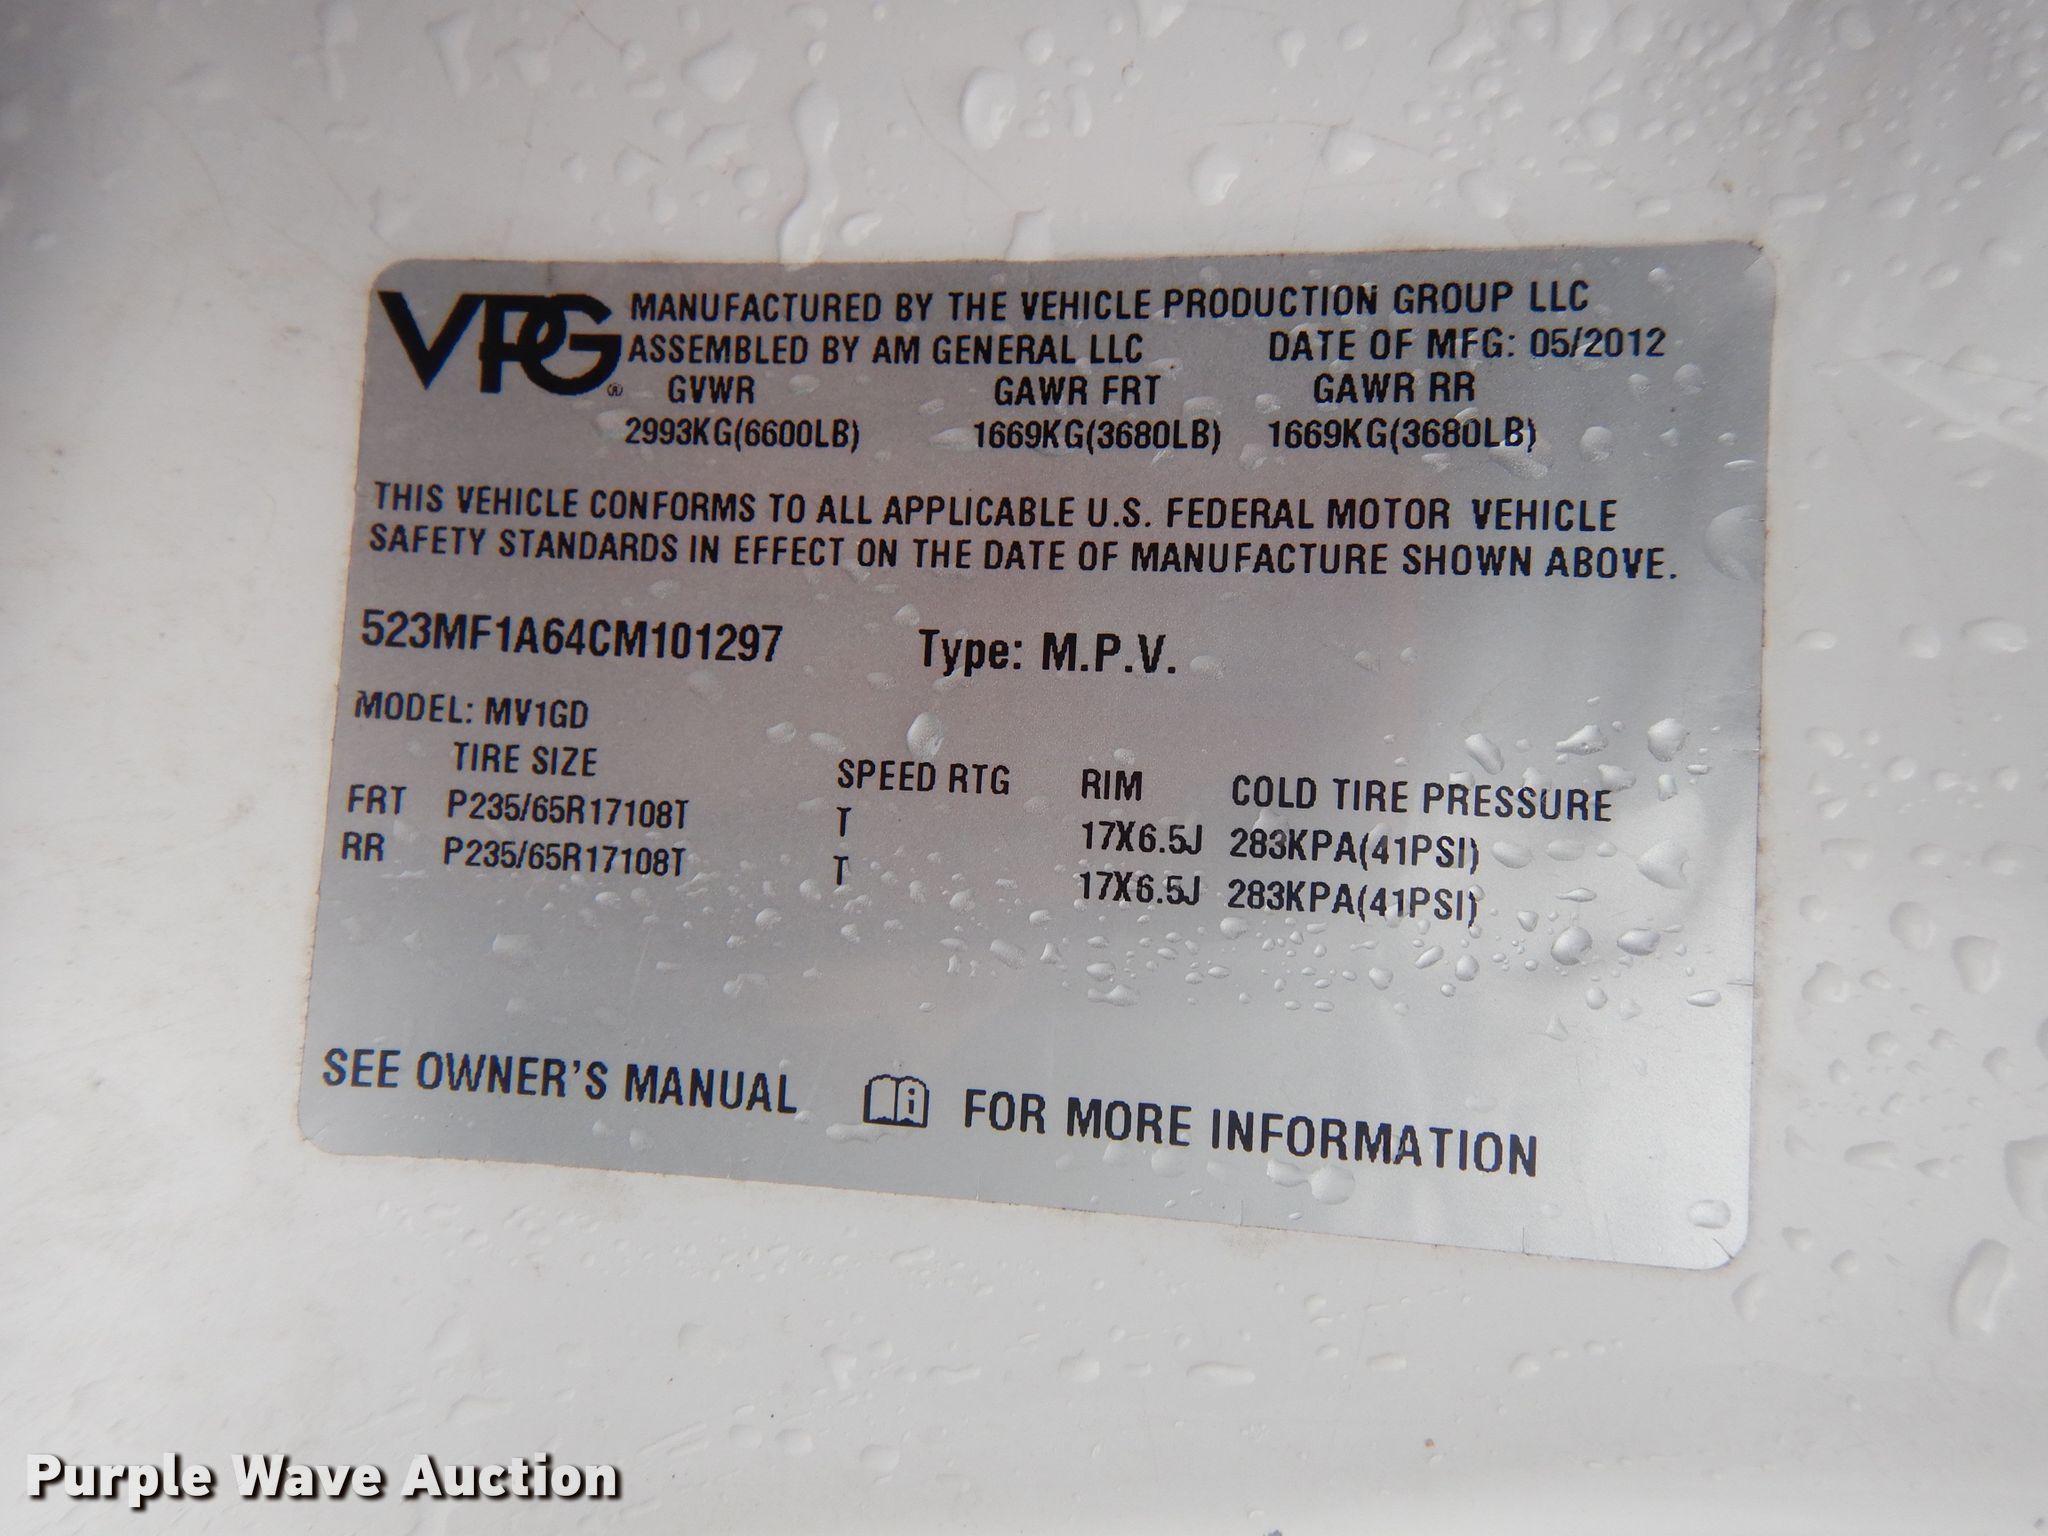 VPG® MANUFACTURED BY THE VEHICLE PRODUCTION GROUP LLC
ASSEMBLED BY AM GENERAL LLC DATE OF MFG: 05/2012
GVWR GAWR FRT GAWR RR
2993KG(6600LB) 1669KG(3680LB) 1669KG(3680LB)
THIS VEHICLE CONFORMS TO ALL APPLICABLE U.S. FEDERAL MOTOR VEHICLE
SAFETY STANDARDS IN EFFECT ON THE DATE OF MANUFACTURE SHOWN ABOVE.
523MF1A64CM101297 Type: M.P.V.
MODEL: MV1GD
TIRE SIZE SPEED RTG RIM COLD TIRE PRESSURE
FRT P235/65R17108T T 17X6.5J 283KPA(41PSI)
RR P235/65R17108T T 17X6.5J 283KPA(41PSI)
SEE OWNER'S MANUAL FOR MORE INFORMATION
Purple Wave Auction